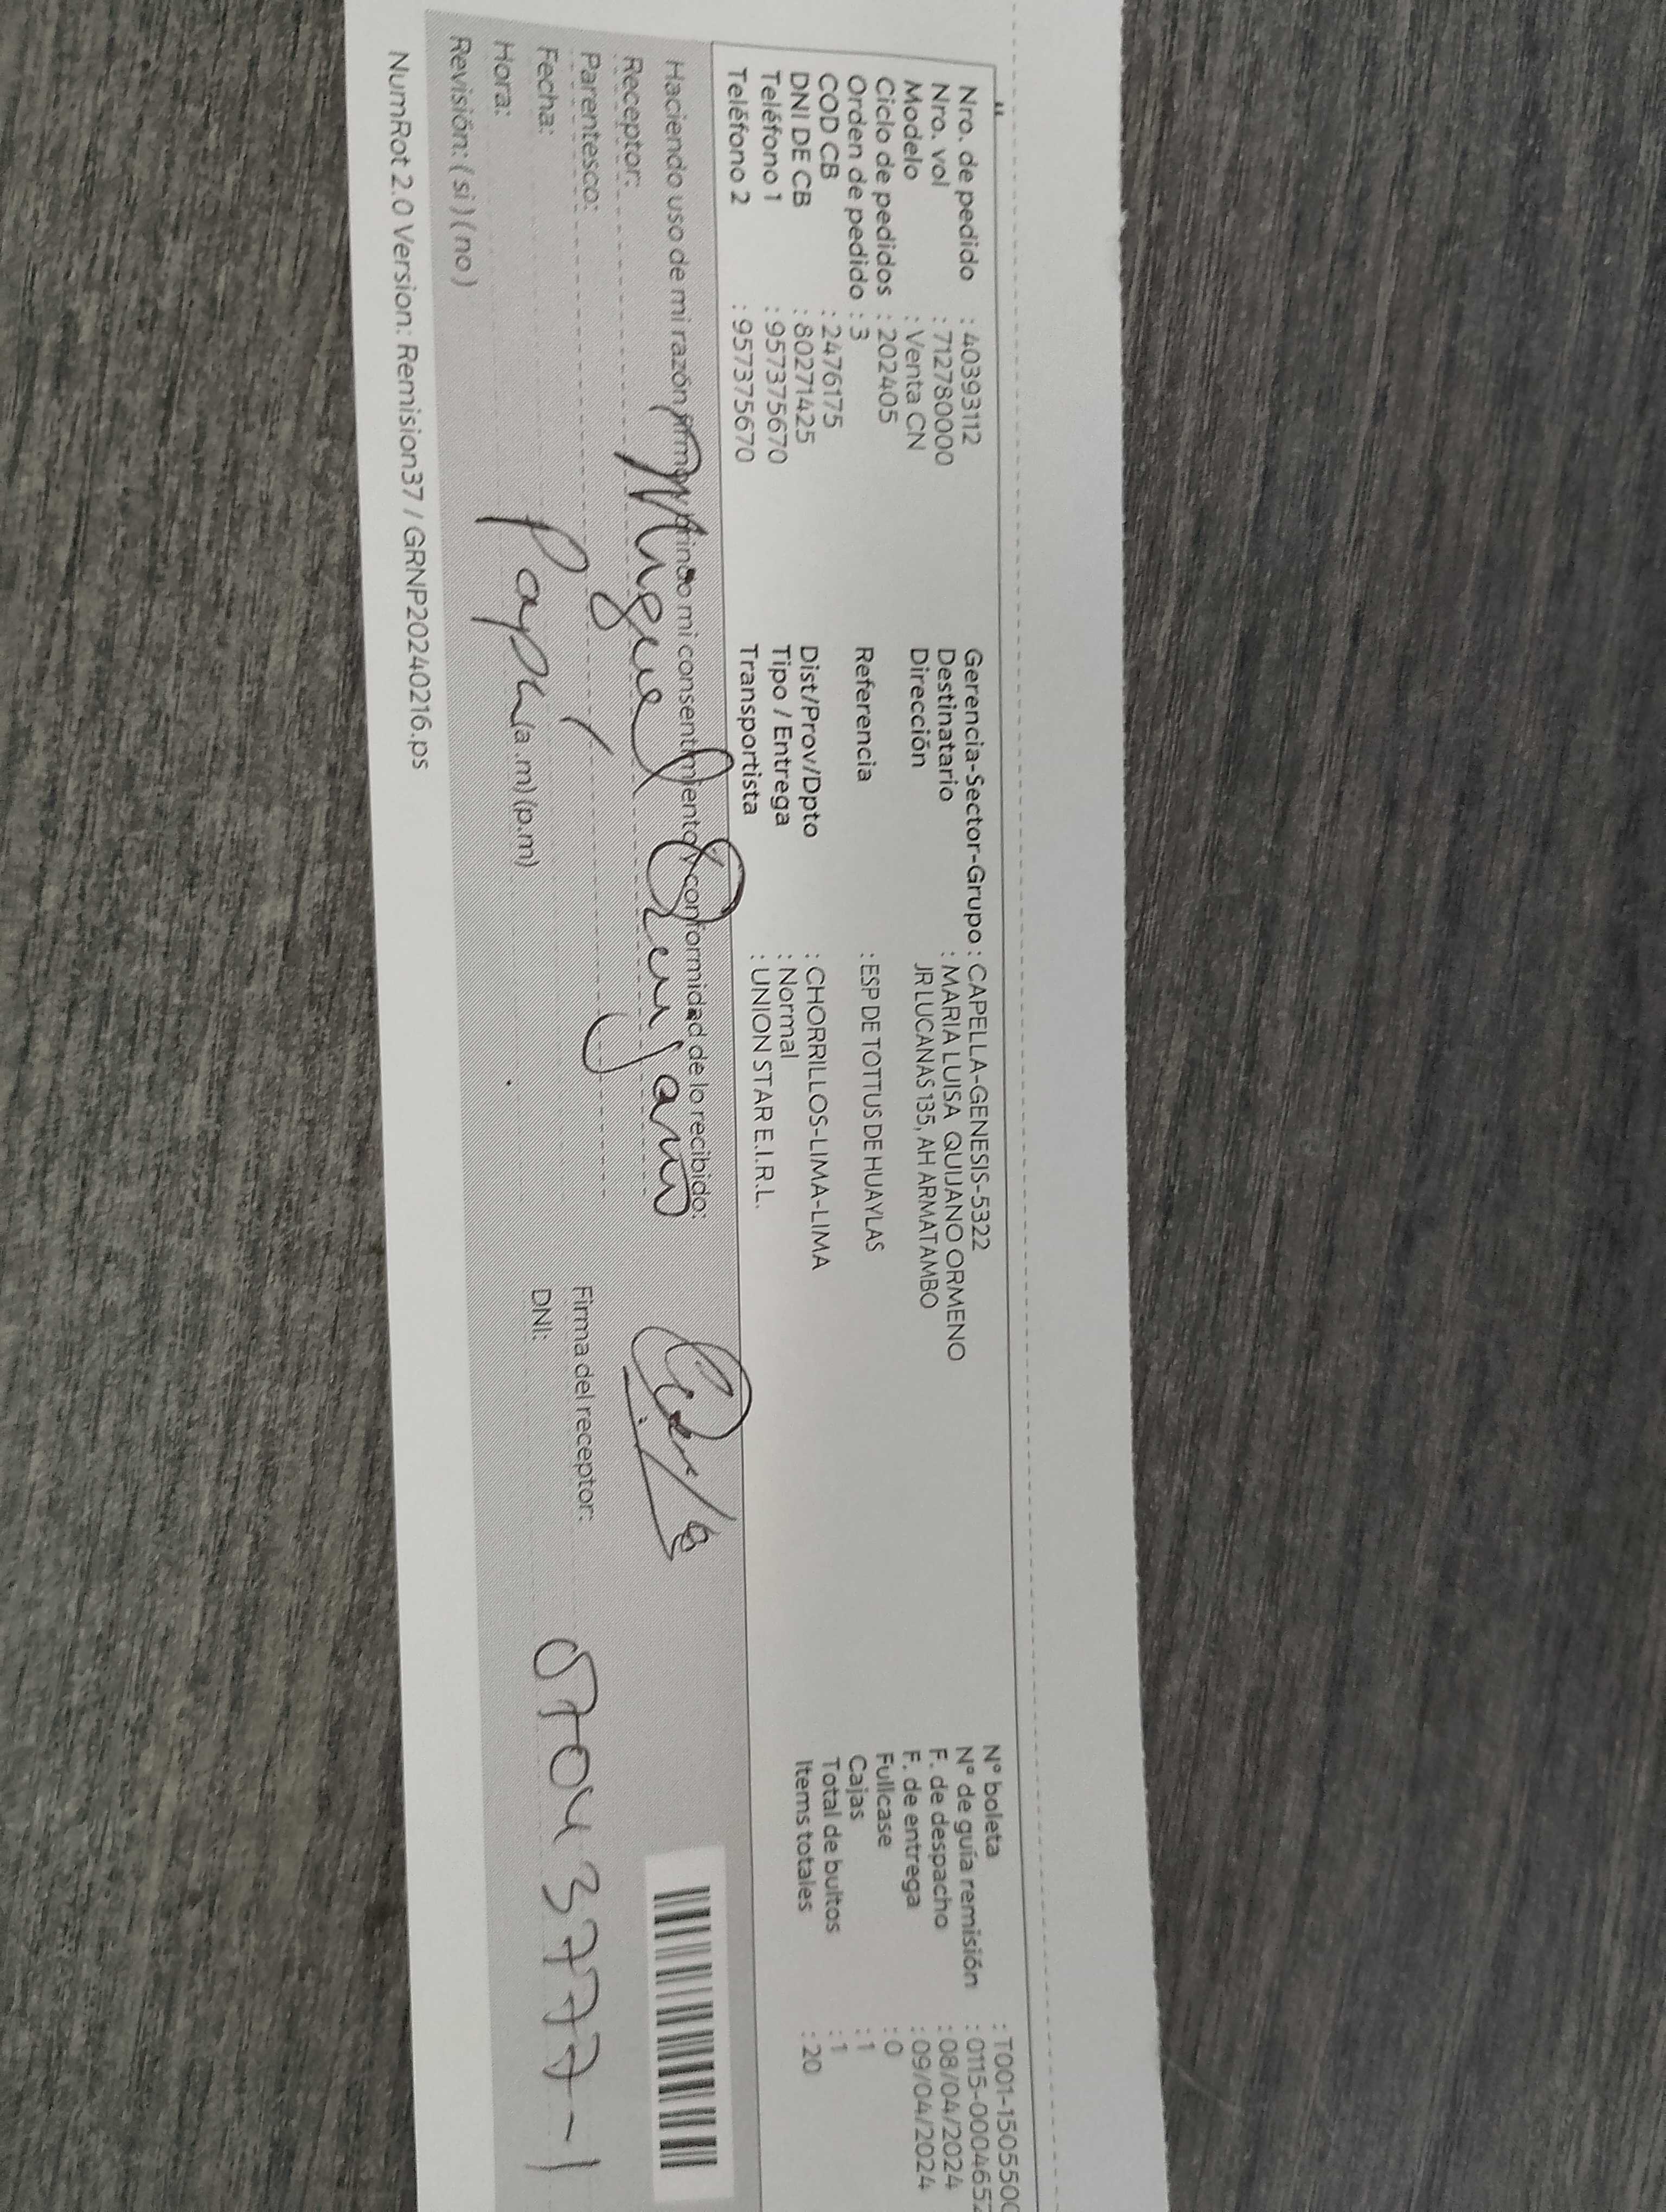 Nro. de pedido : 40393112
Nro. vol : 712780000
Modelo : Venta CN
Ciclo de pedidos : 202405
Orden de pedido : 3
COD CB : 2476175
DNI DE CB : 80271425
Teléfono 1 : 957375670
Teléfono 2 : 957375670
Gerencia-Sector-Grupo : CAPELLA-GENESIS-5322
Destinatario : MARIA LUISA QUIJANO ORMENO
Dirección JR LUCANAS 135, AH ARMATAMBO
Referencia : ESP DE TOTTUS DE HUAYLAS
Dist/Prov/Dpto : CHORRILLOS-LIMA-LIMA
Tipo / Entrega : Normal
Transportista : UNION STAR E.I.R.L.
N° boleta : T001-150550
N° de guía remisión : 0115-000465
F. de despacho : 08/04/2024
F. de entrega : 09/04/2024
Fullcase : 0
Cajas : 1
Total de bultos : 1
Items totales : 20
Haciendo uso de mi razón firmo y brindo mi consentimiento y conformidad de lo recibido:
Receptor: Miguel Quijano
Parentesco: Papá
Fecha:
Hora: (a.m) (p.m)
Revisión: ( si ) ( no )
Firma del receptor:
DNI:
NumRot 2.0 Version: Remision37 / GRNP20240216.ps